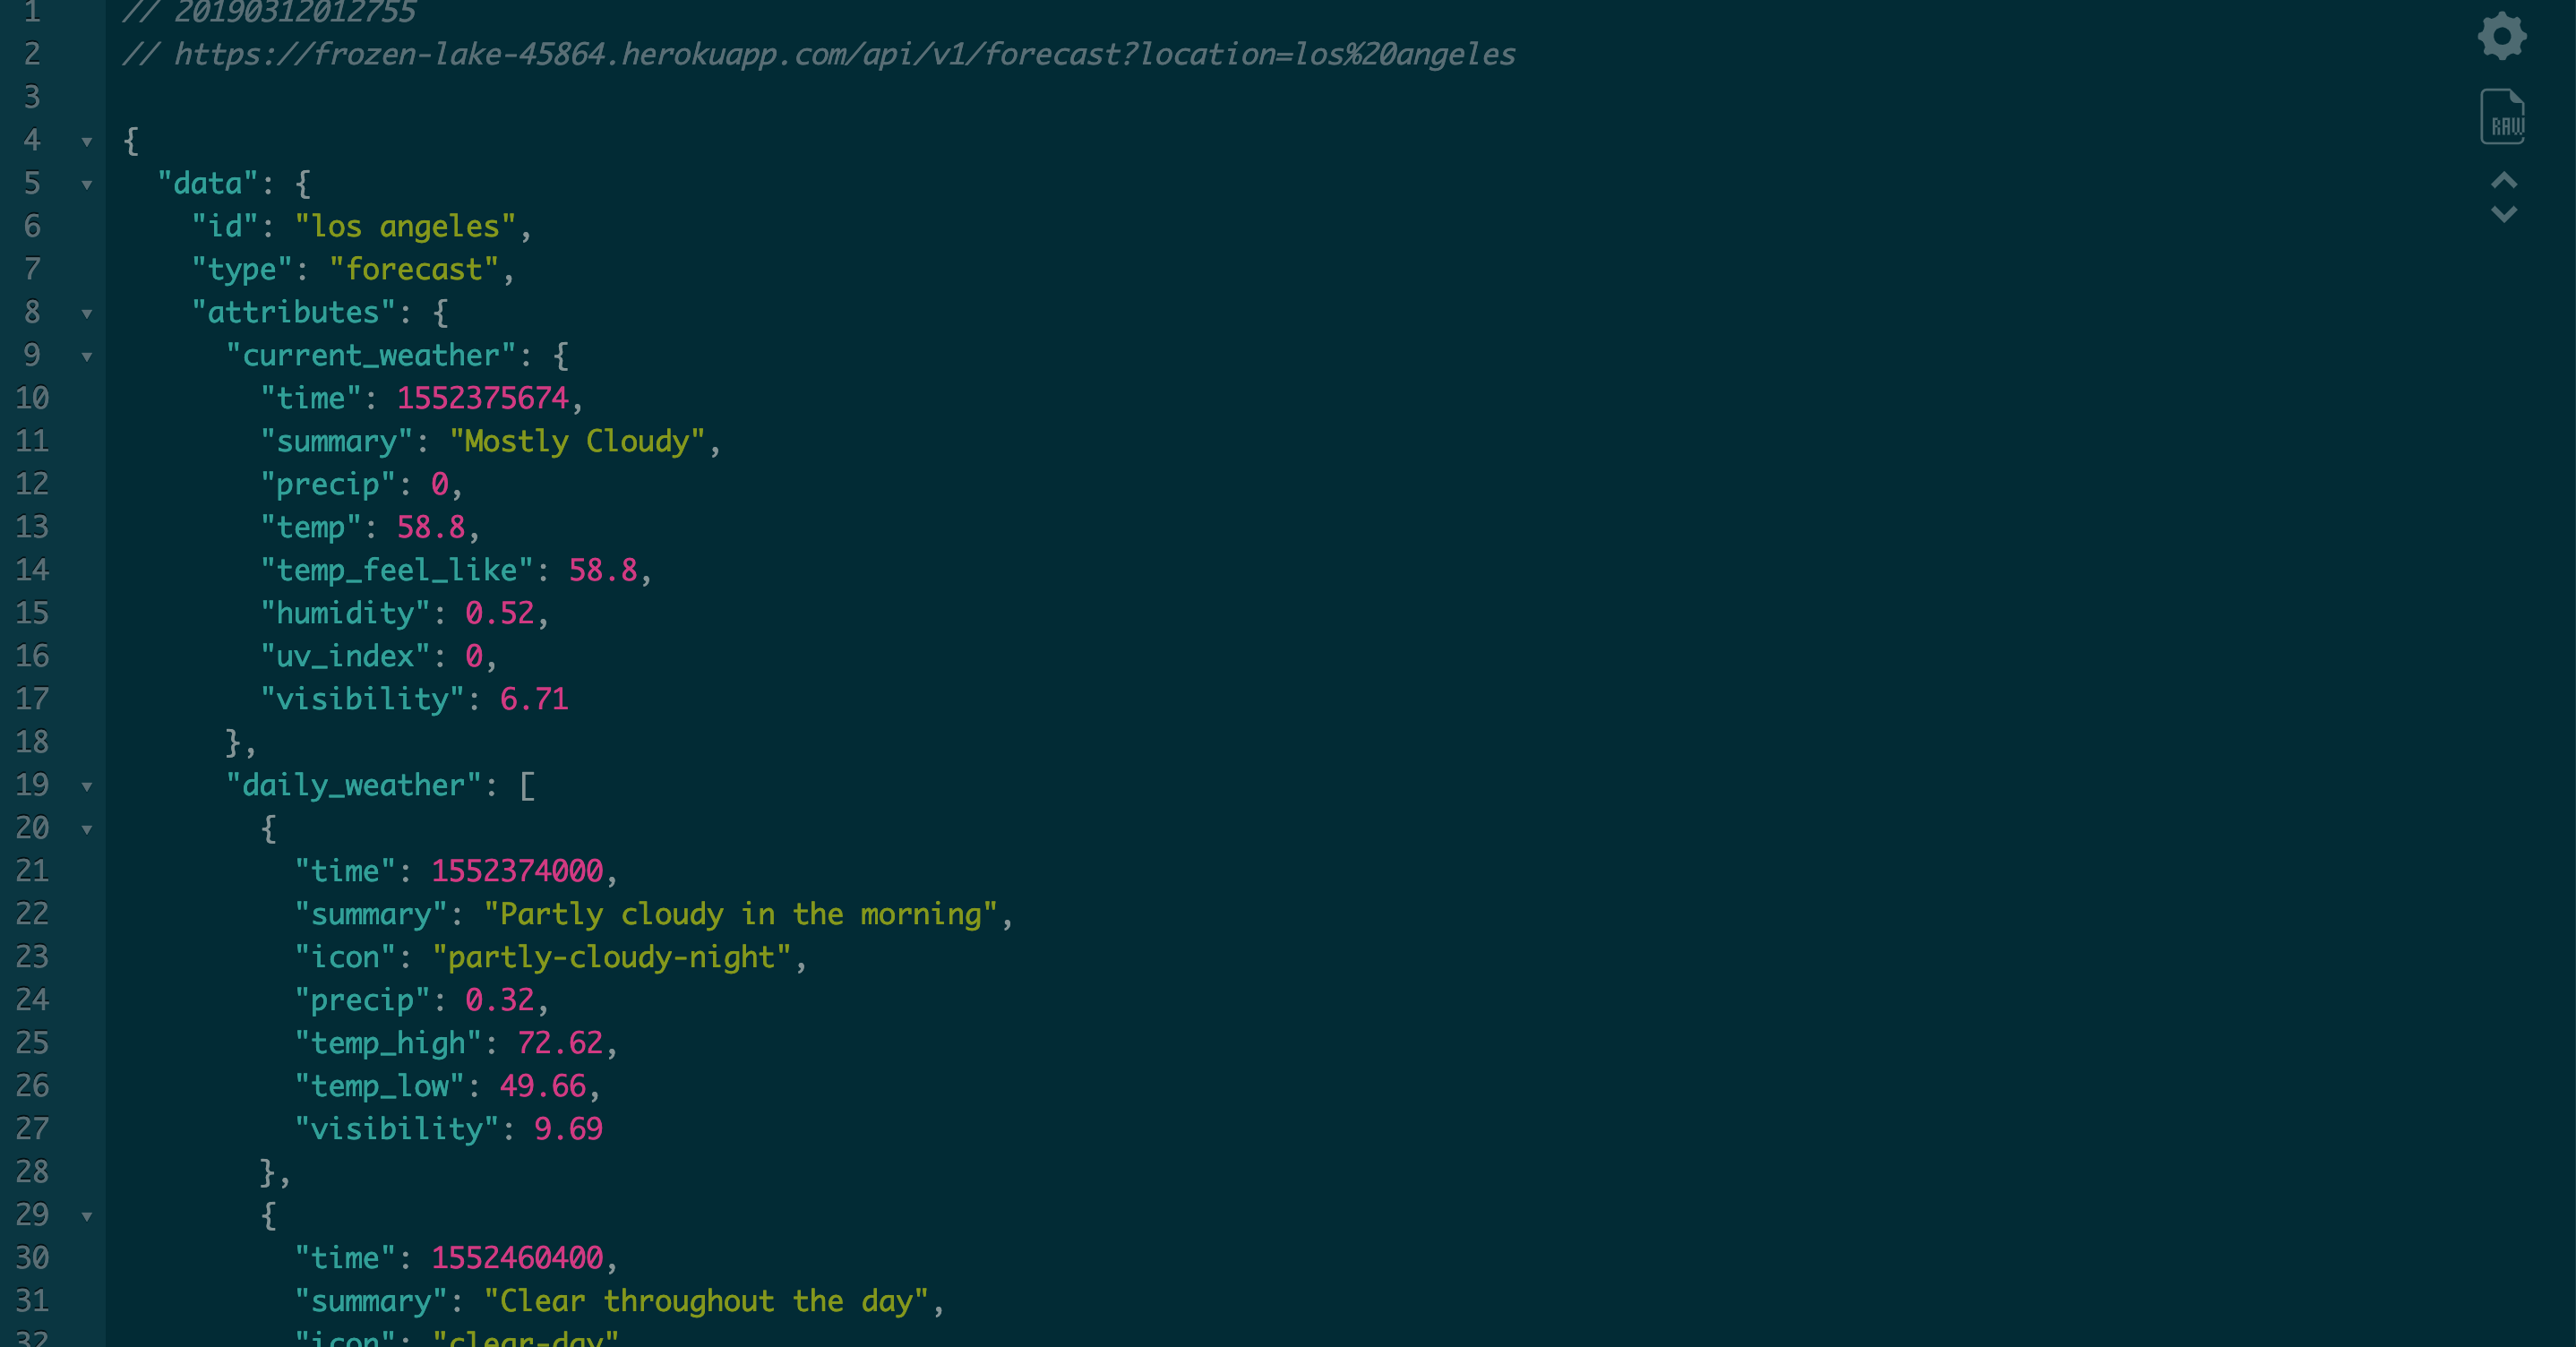 1 // 20190312012755
2 // https://frozen-lake-45864.herokuapp.com/api/v1/forecast?location=los%20angeles
3
4 {
5 "data": {
6 "id": "los angeles",
7 "type": "forecast",
8 "attributes": {
9 "current_weather": {
10 "time": 1552375674,
11 "summary": "Mostly Cloudy",
12 "precip": 0,
13 "temp": 58.8,
14 "temp_feel_like": 58.8,
15 "humidity": 0.52,
16 "uv_index": 0,
17 "visibility": 6.71
18 },
19 "daily_weather": [
20 {
21 "time": 1552374000,
22 "summary": "Partly cloudy in the morning",
23 "icon": "partly-cloudy-night",
24 "precip": 0.32,
25 "temp_high": 72.62,
26 "temp_low": 49.66,
27 "visibility": 9.69
28 },
29 {
30 "time": 1552460400,
31 "summary": "Clear throughout the day",
32 "icon": "clear-day"
RAW